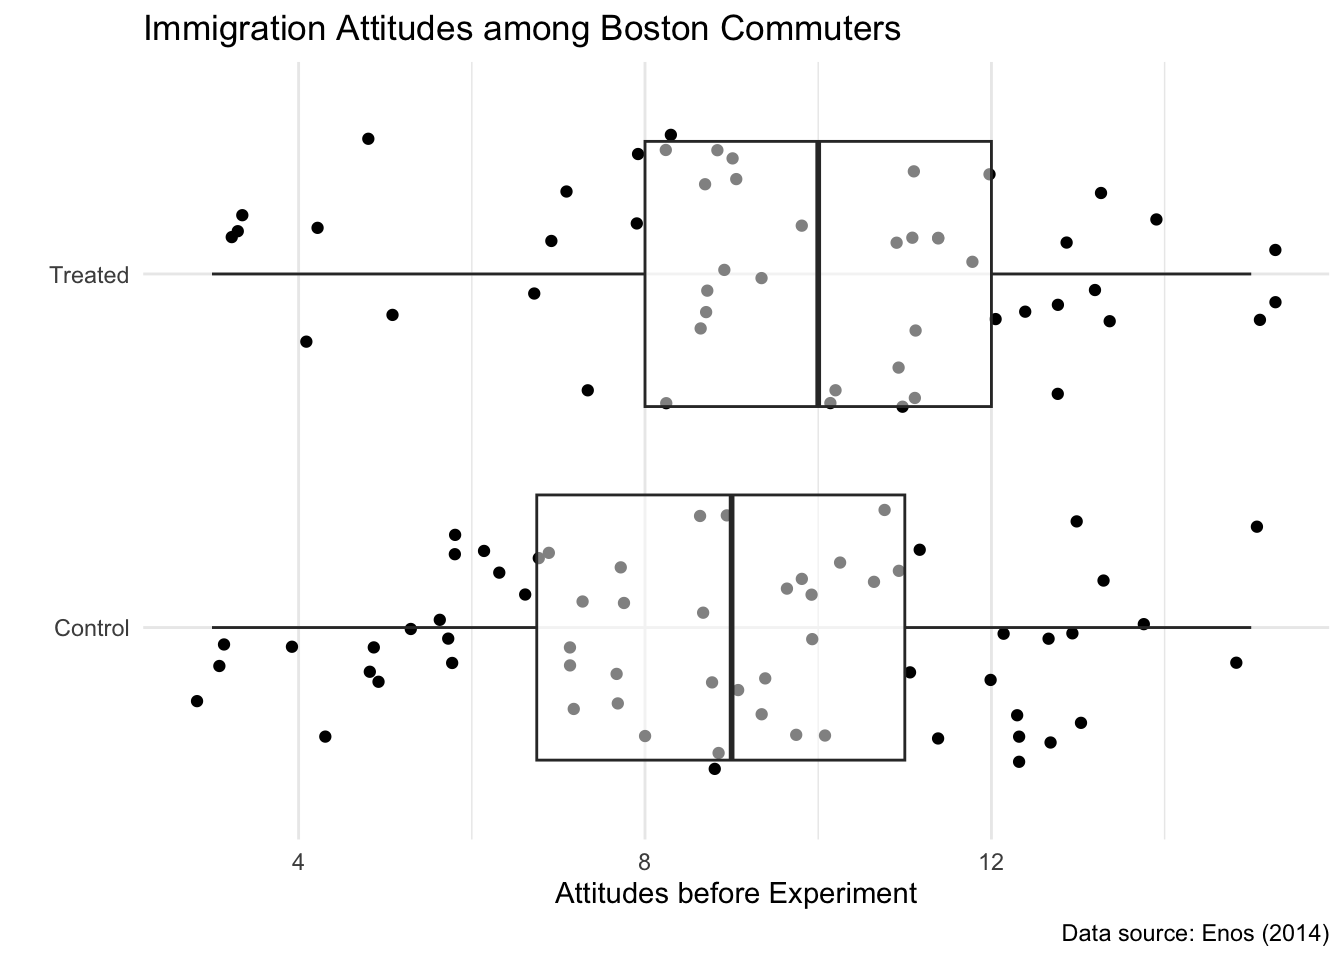 Immigration Attitudes among Boston Commuters
Treated
Control
4 8 12
Attitudes before Experiment
Data source: Enos (2014)